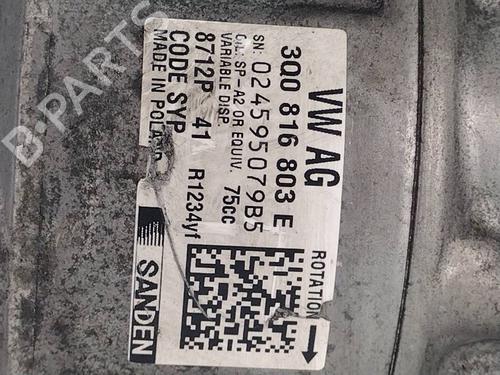 VW AG
3Q0 816 803 E
SN: 02459507985
OIL: SP-A2 OR EQUIV. 75CC
VARIABLE DISP.
8712P 41 R1234yf
CODE SYP
MADE IN POLAND
ROTATION
SANDEN
B-PARTS